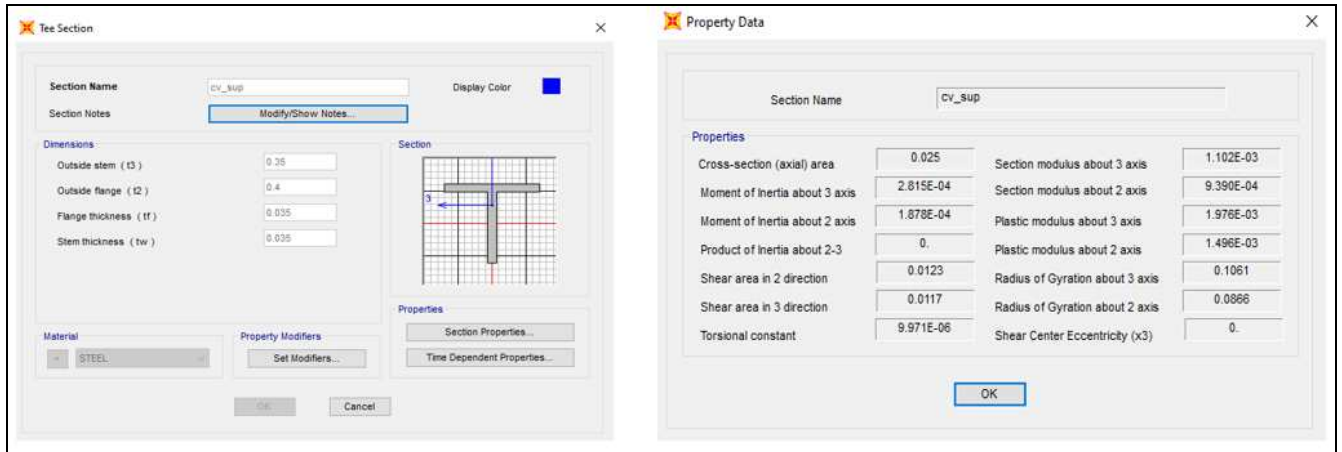 Tee Section
Section Name cv_sup Display Color
Section Notes Modify/Show Notes...
Dimensions
Outside stem ( t3 ) 0.35
Outside flange ( t2 ) 0.4
Flange thickness ( tf ) 0.035
Stem thickness ( tw ) 0.035
Section
3
Properties
Section Properties...
Time Dependent Properties...
Material
+ STEEL
Property Modifiers
Set Modifiers...
OK Cancel
Property Data
Section Name cv_sup
Properties
Cross-section (axial) area 0.025 Section modulus about 3 axis 1.102E-03
Moment of Inertia about 3 axis 2.815E-04 Section modulus about 2 axis 9.390E-04
Moment of Inertia about 2 axis 1.878E-04 Plastic modulus about 3 axis 1.976E-03
Product of Inertia about 2-3 0. Plastic modulus about 2 axis 1.496E-03
Shear area in 2 direction 0.0123 Radius of Gyration about 3 axis 0.1061
Shear area in 3 direction 0.0117 Radius of Gyration about 2 axis 0.0866
Torsional constant 9.971E-06 Shear Center Eccentricity (x3) 0.
OK